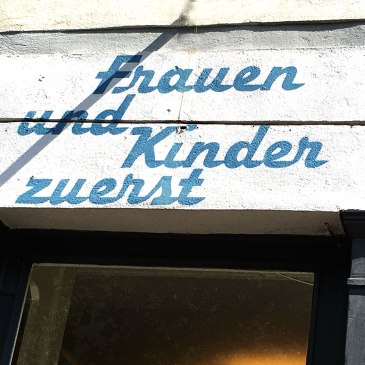 Frauen
und
Kinder
zuerst